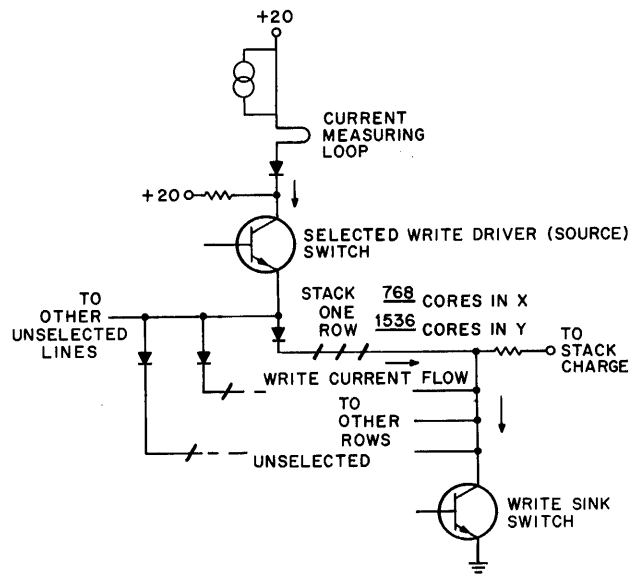 +20
CURRENT
MEASURING
LOOP
+20
SELECTED WRITE DRIVER (SOURCE)
SWITCH
TO
OTHER
UNSELECTED
LINES
STACK
ONE
ROW
768 CORES IN X
1536 CORES IN Y
TO
STACK
CHARGE
WRITE CURRENT FLOW
TO
OTHER
ROWS
UNSELECTED
WRITE SINK
SWITCH